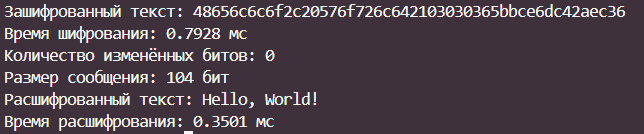 Зашифрованный текст: 48656c6c6f2c20576f726c642103030365bbce6dc42aec36
Время шифрования: 0.7928 мс
Количество изменённых битов: 0
Размер сообщения: 104 бит
Расшифрованный текст: Hello, World!
Время расшифрования: 0.3501 мс